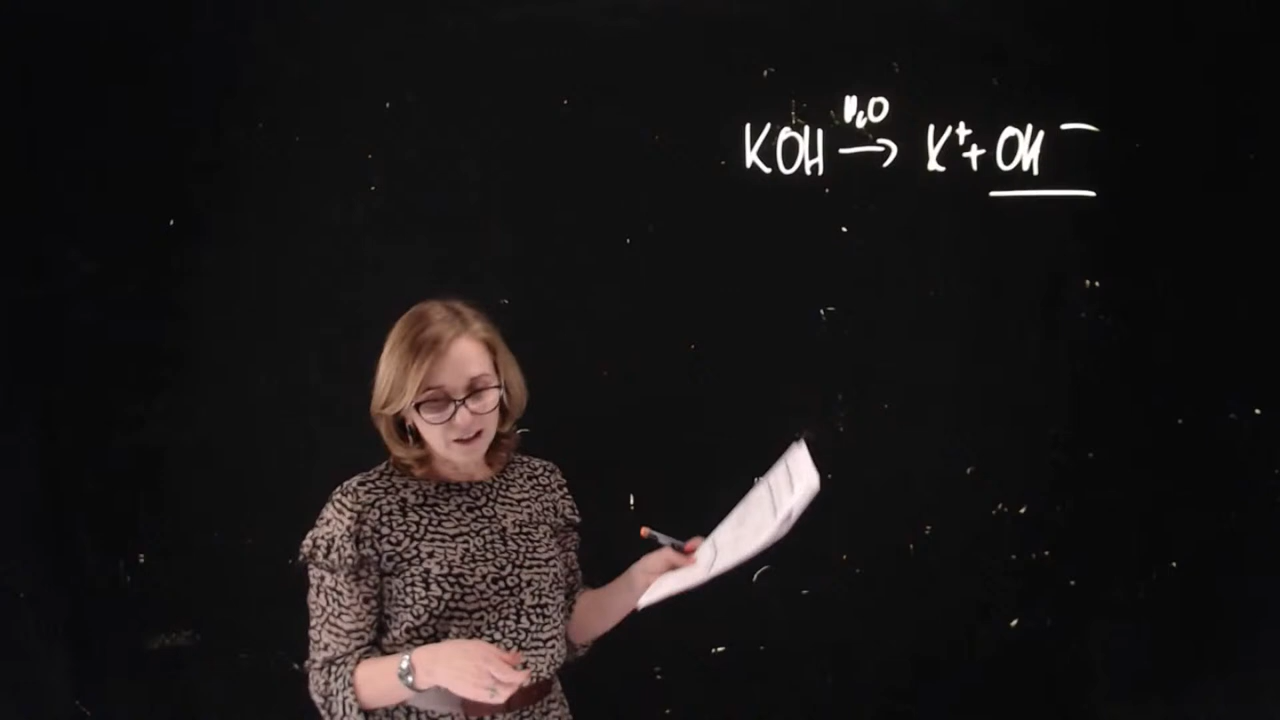 KOH H₂O→ K⁺ + OH⁻